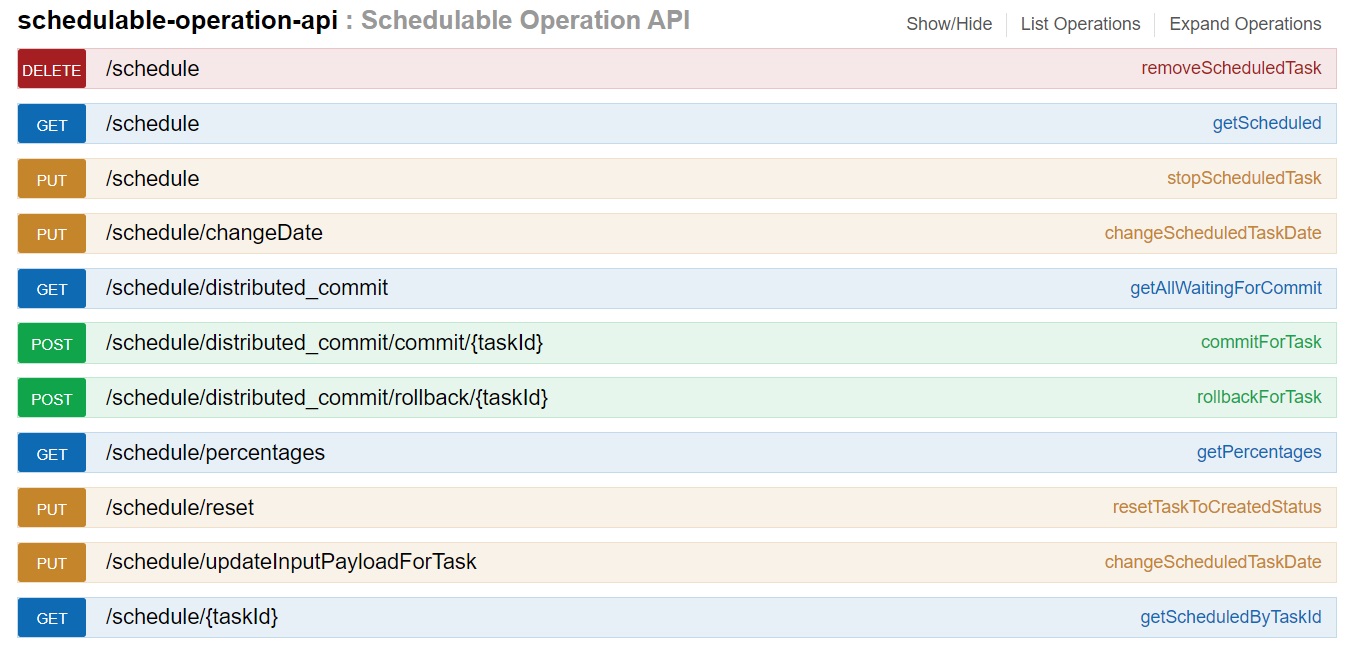 schedulable-operation-api : Schedulable Operation API Show/Hide List Operations Expand Operations
DELETE /schedule removeScheduledTask
GET /schedule getScheduled
PUT /schedule stopScheduledTask
PUT /schedule/changeDate changeScheduledTaskDate
GET /schedule/distributed_commit getAllWaitingForCommit
POST /schedule/distributed_commit/commit/{taskId} commitForTask
POST /schedule/distributed_commit/rollback/{taskId} rollbackForTask
GET /schedule/percentages getPercentages
PUT /schedule/reset resetTaskToCreatedStatus
PUT /schedule/updateInputPayloadForTask changeScheduledTaskDate
GET /schedule/{taskId} getScheduledByTaskId